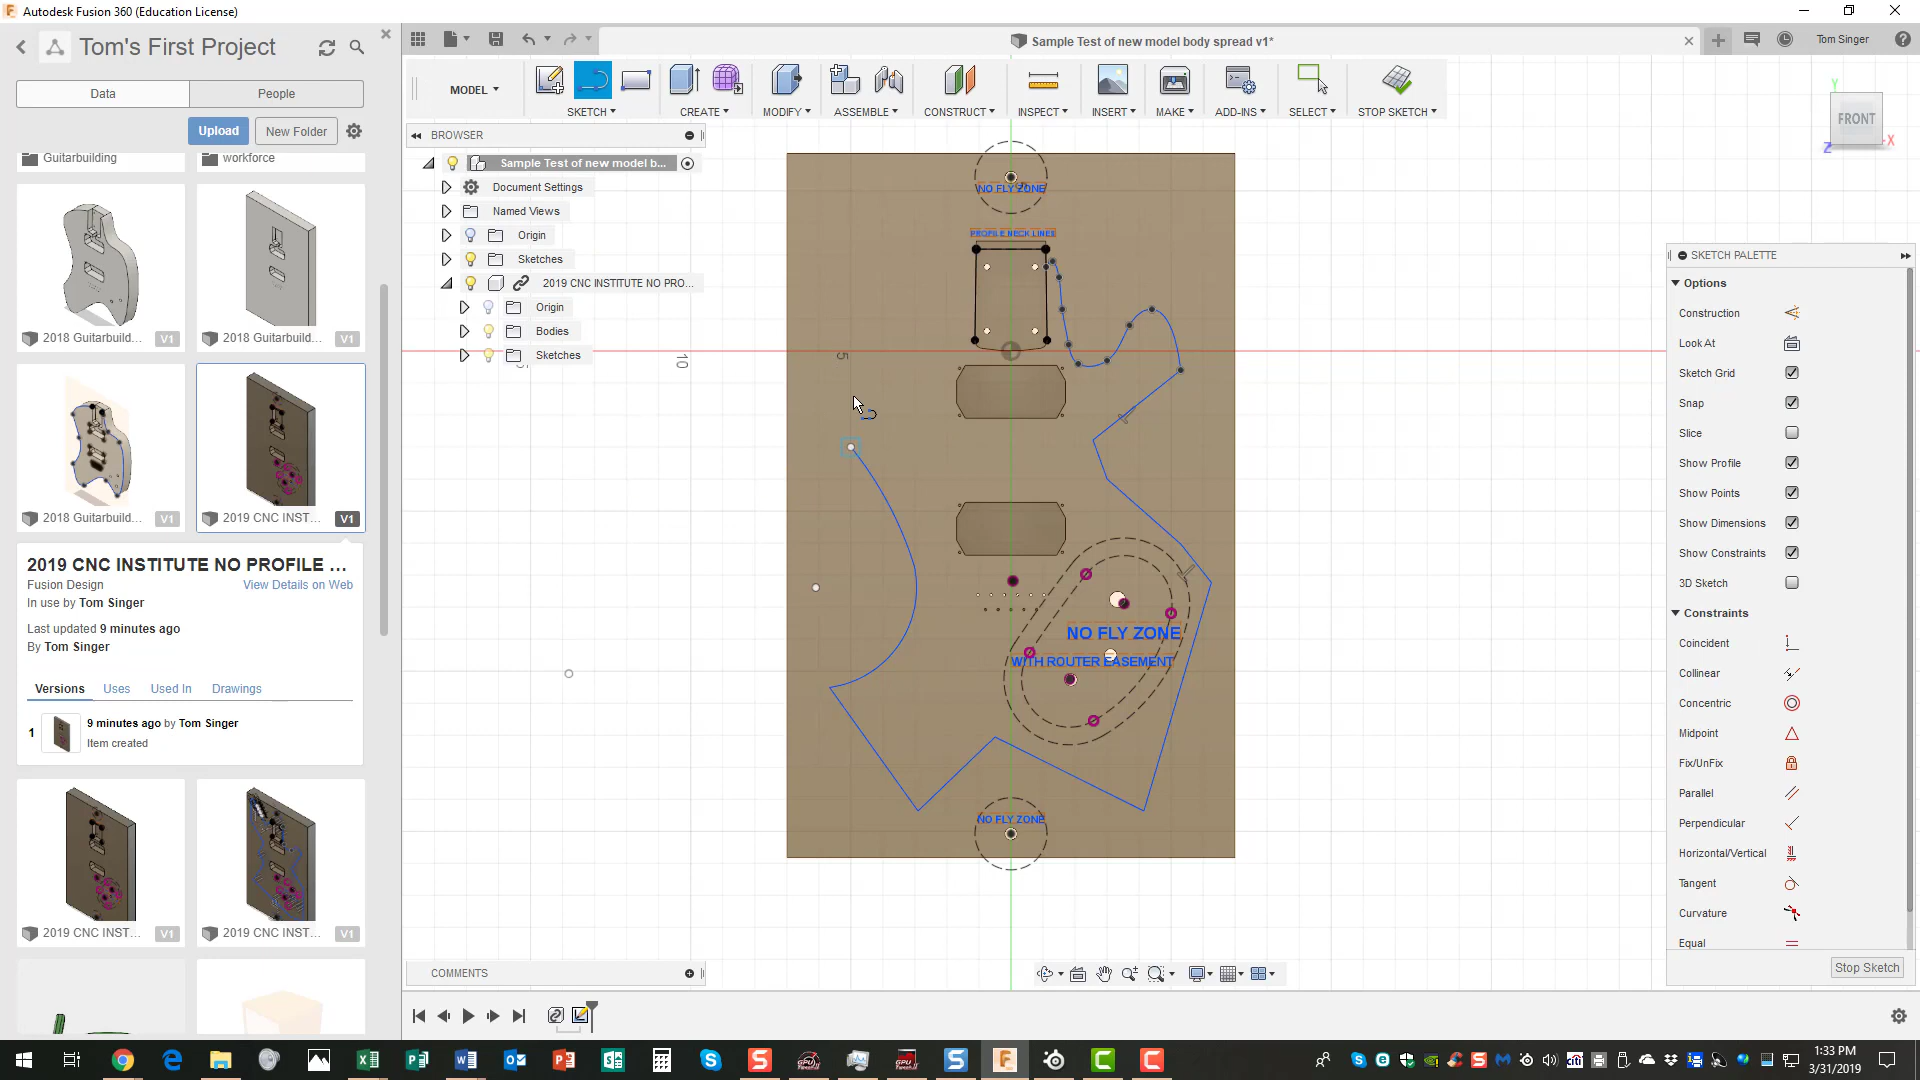 Autodesk Fusion 360 (Education License)
Tom's First Project
Data
People
Upload
New Folder
Guitarbuilding
workforce
2018 Guitarbuild... V1
2018 Guitarbuild... V1
2018 Guitarbuild... V1
2019 CNC INST... V1
2019 CNC INSTITUTE NO PROFILE ...
Fusion Design
View Details on Web
In use by Tom Singer
Last updated 9 minutes ago
By Tom Singer
Versions
Uses
Used In
Drawings
1
9 minutes ago by Tom Singer
Item created
2019 CNC INST... V1
2019 CNC INST... V1
Sample Test of new model body spread v1*
Tom Singer
MODEL
SKETCH
CREATE
MODIFY
ASSEMBLE
CONSTRUCT
INSPECT
INSERT
MAKE
ADD-INS
SELECT
STOP SKETCH
BROWSER
Sample Test of new model b...
Document Settings
Named Views
Origin
Sketches
2019 CNC INSTITUTE NO PRO...
Origin
Bodies
Sketches
10
5
NO FLY ZONE
PROFILE NECK LINES
NO FLY ZONE
WITH ROUTER EASEMENT
NO FLY ZONE
Y
FRONT
X
Z
SKETCH PALETTE
Options
Construction
Look At
Sketch Grid
Snap
Slice
Show Profile
Show Points
Show Dimensions
Show Constraints
3D Sketch
Constraints
Coincident
Collinear
Concentric
Midpoint
Fix/UnFix
Parallel
Perpendicular
Horizontal/Vertical
Tangent
Curvature
Equal
Stop Sketch
COMMENTS
1:33 PM
3/31/2019